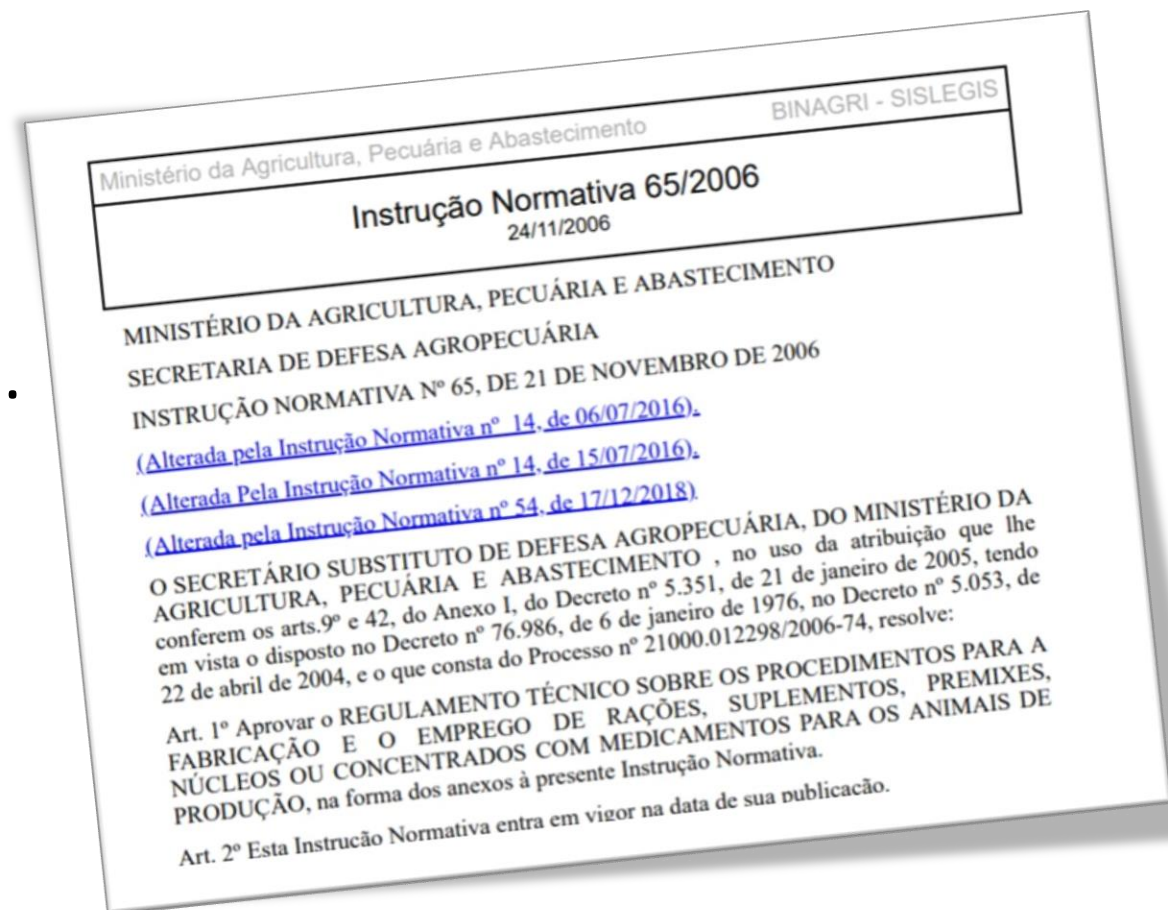 Ministério da Agricultura, Pecuária e Abastecimento BINAGRI - SISLEGIS
Instrução Normativa 65/2006
24/11/2006
MINISTÉRIO DA AGRICULTURA, PECUÁRIA E ABASTECIMENTO
SECRETARIA DE DEFESA AGROPECUÁRIA
INSTRUÇÃO NORMATIVA Nº 65, DE 21 DE NOVEMBRO DE 2006
(Alterada pela Instrução Normativa nº 14, de 06/07/2016).
(Alterada Pela Instrução Normativa nº 14, de 15/07/2016).
(Alterada pela Instrução Normativa nº 54, de 17/12/2018)
O SECRETÁRIO SUBSTITUTO DE DEFESA AGROPECUÁRIA, DO MINISTÉRIO DA
AGRICULTURA, PECUÁRIA E ABASTECIMENTO , no uso da atribuição que lhe
conferem os arts.9º e 42, do Anexo I, do Decreto nº 5.351, de 21 de janeiro de 2005, tendo
em vista o disposto no Decreto nº 76.986, de 6 de janeiro de 1976, no Decreto nº 5.053, de
22 de abril de 2004, e o que consta do Processo nº 21000.012298/2006-74, resolve:
Art. 1º Aprovar o REGULAMENTO TÉCNICO SOBRE OS PROCEDIMENTOS PARA A
FABRICAÇÃO E O EMPREGO DE RAÇÕES, SUPLEMENTOS, PREMIXES,
NÚCLEOS OU CONCENTRADOS COM MEDICAMENTOS PARA OS ANIMAIS DE
PRODUÇÃO, na forma dos anexos à presente Instrução Normativa.
Art. 2º Esta Instrução Normativa entra em vigor na data de sua publicação.